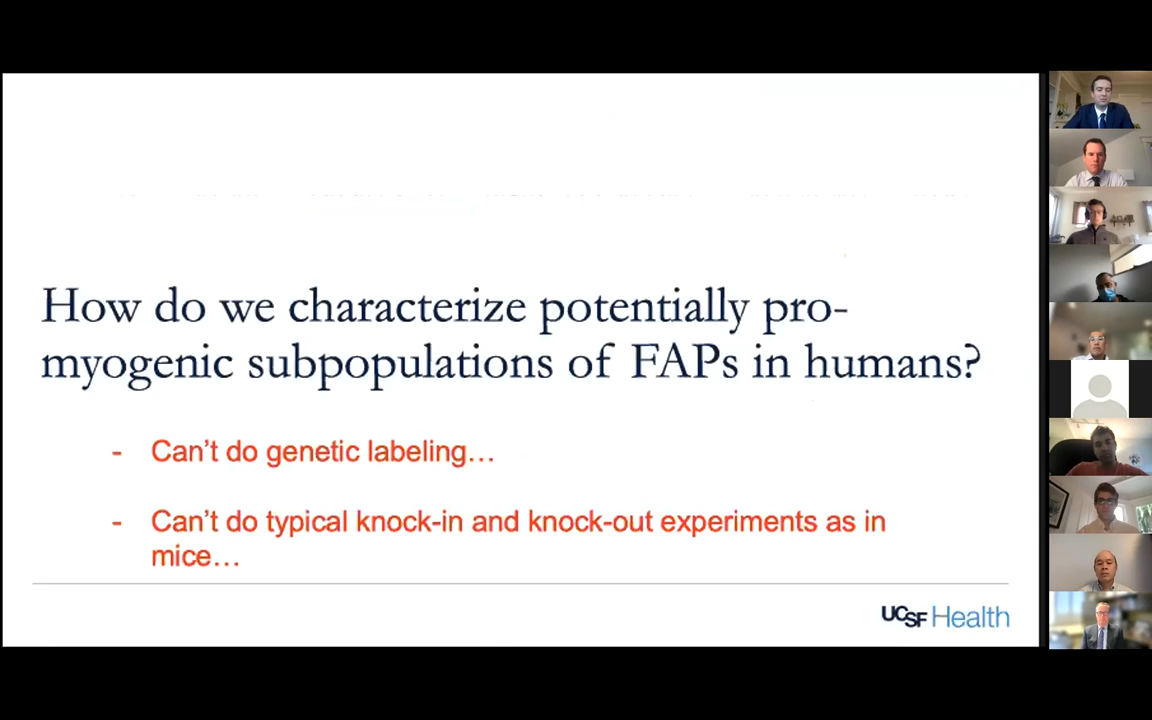 How do we characterize potentially pro-
myogenic subpopulations of FAPs in humans?
- Can't do genetic labeling…
- Can't do typical knock-in and knock-out experiments as in
mice…
UCSF Health